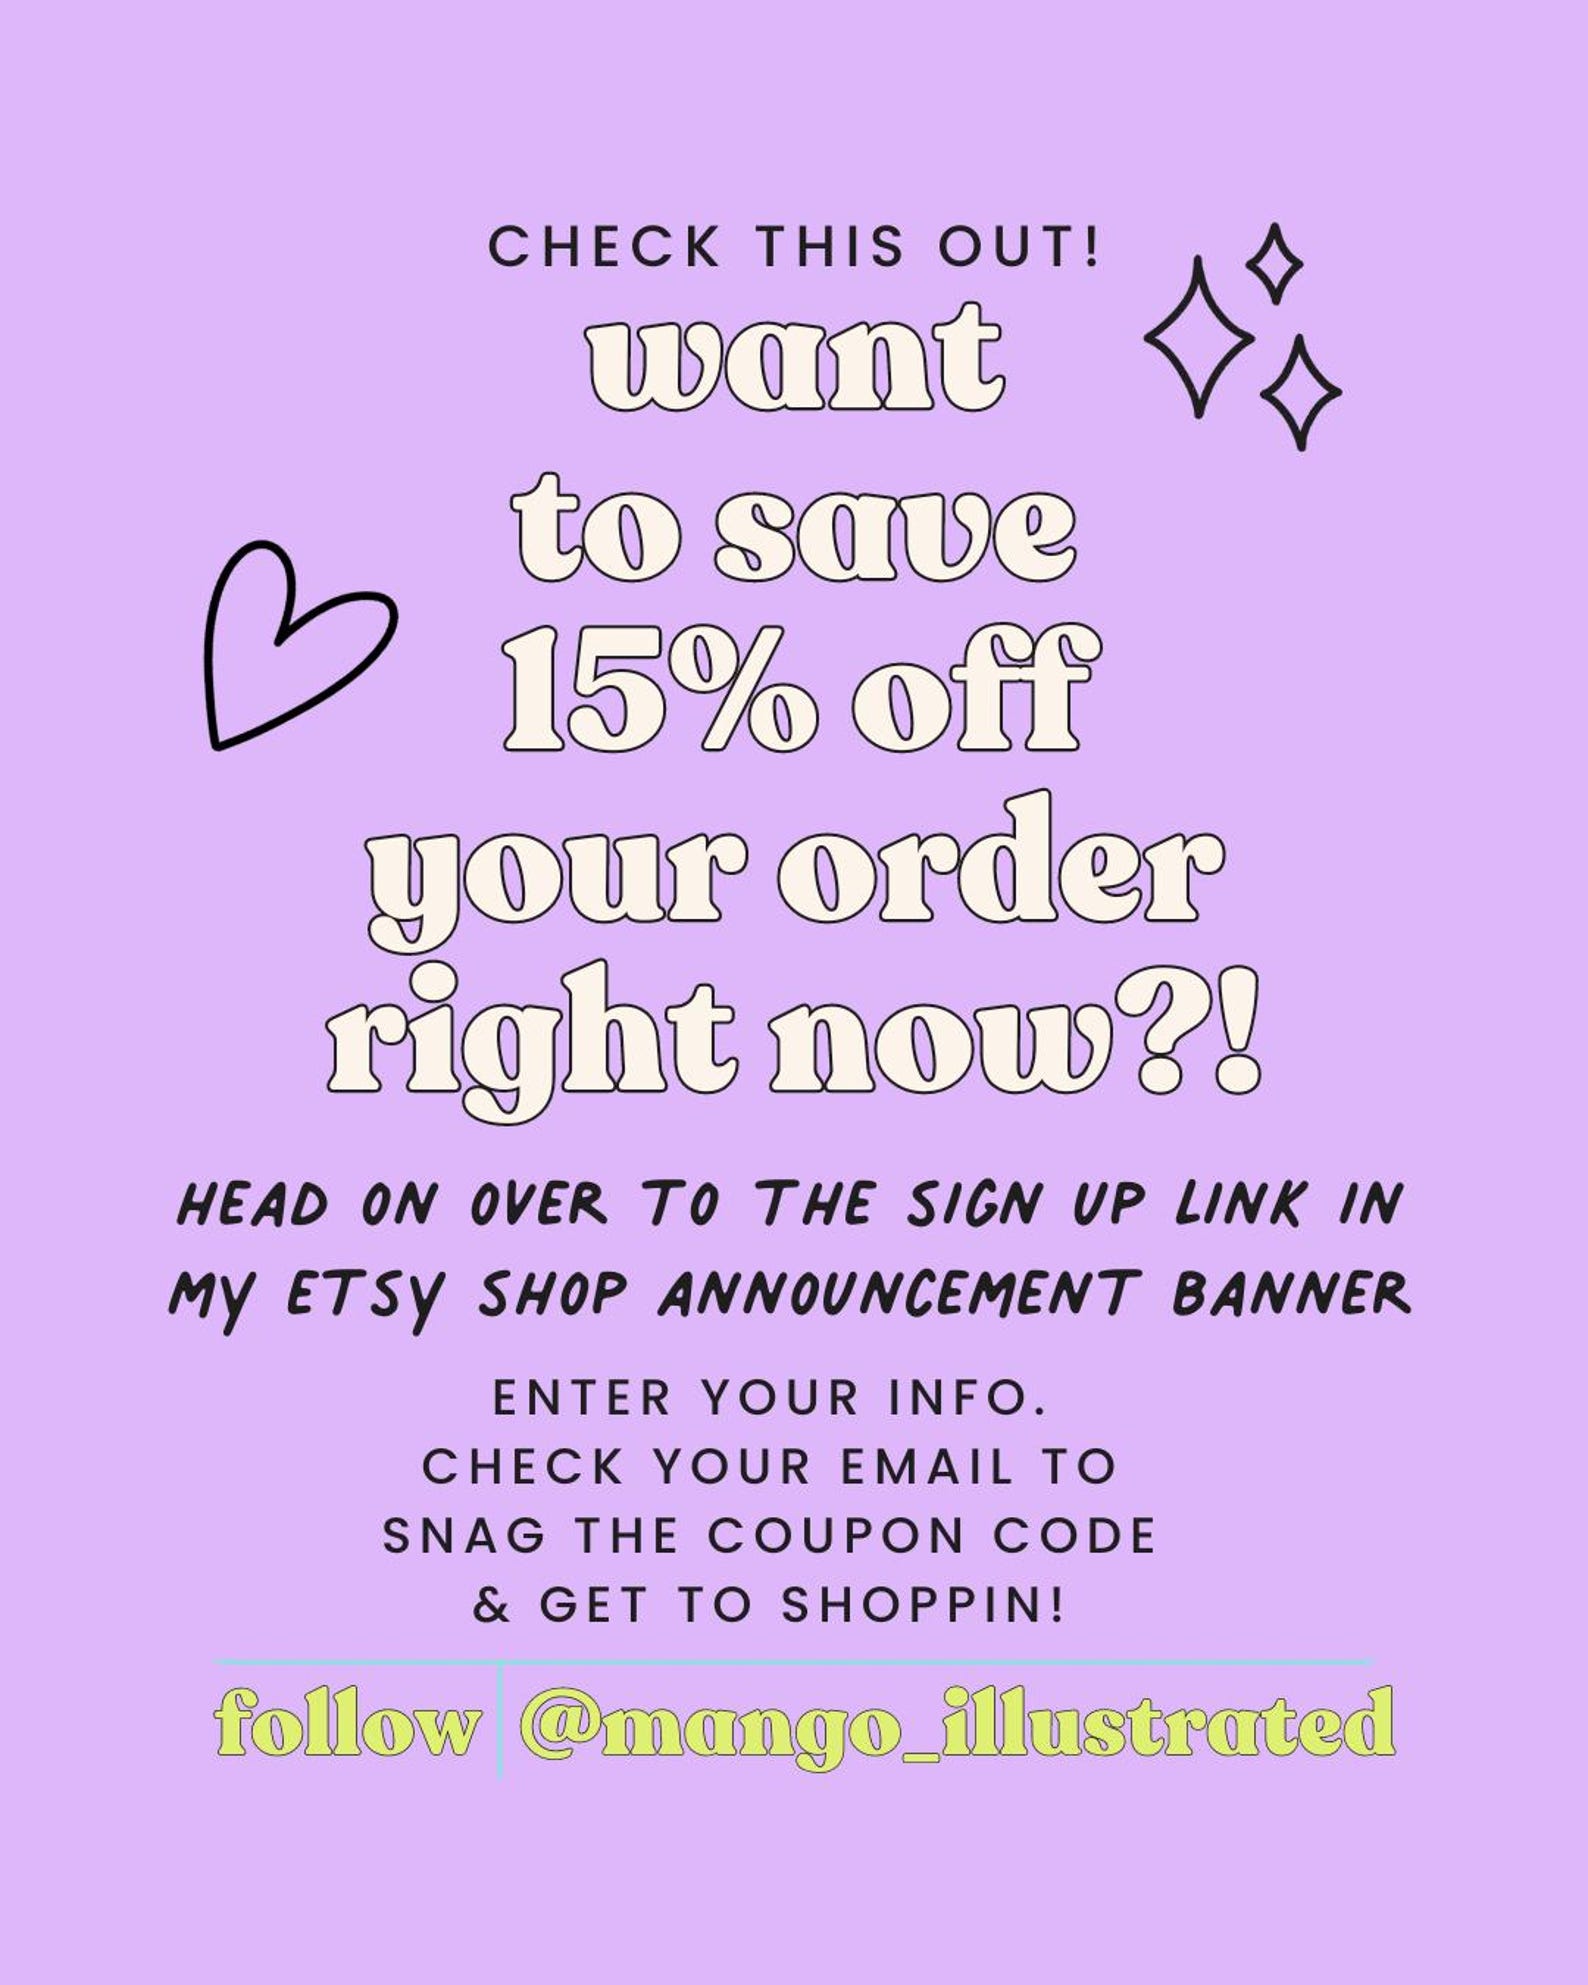 CHECK THIS OUT!
want
to save
15% off
your order
right now?!
HEAD ON OVER TO THE SIGN UP LINK IN
MY ETSY SHOP ANNOUNCEMENT BANNER
ENTER YOUR INFO.
CHECK YOUR EMAIL TO
SNAG THE COUPON CODE
& GET TO SHOPPIN!
follow @mango_illustrated